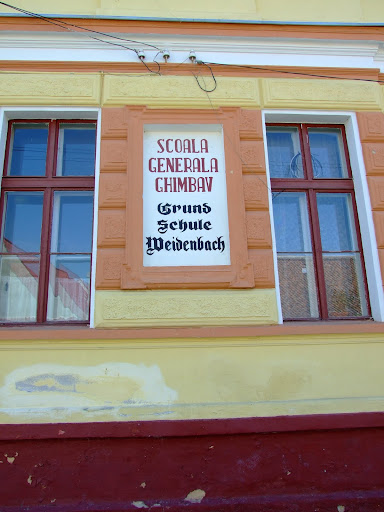 SCOALA
GENERALA
GHIMBAV
Grund
Schule
Weidenbach